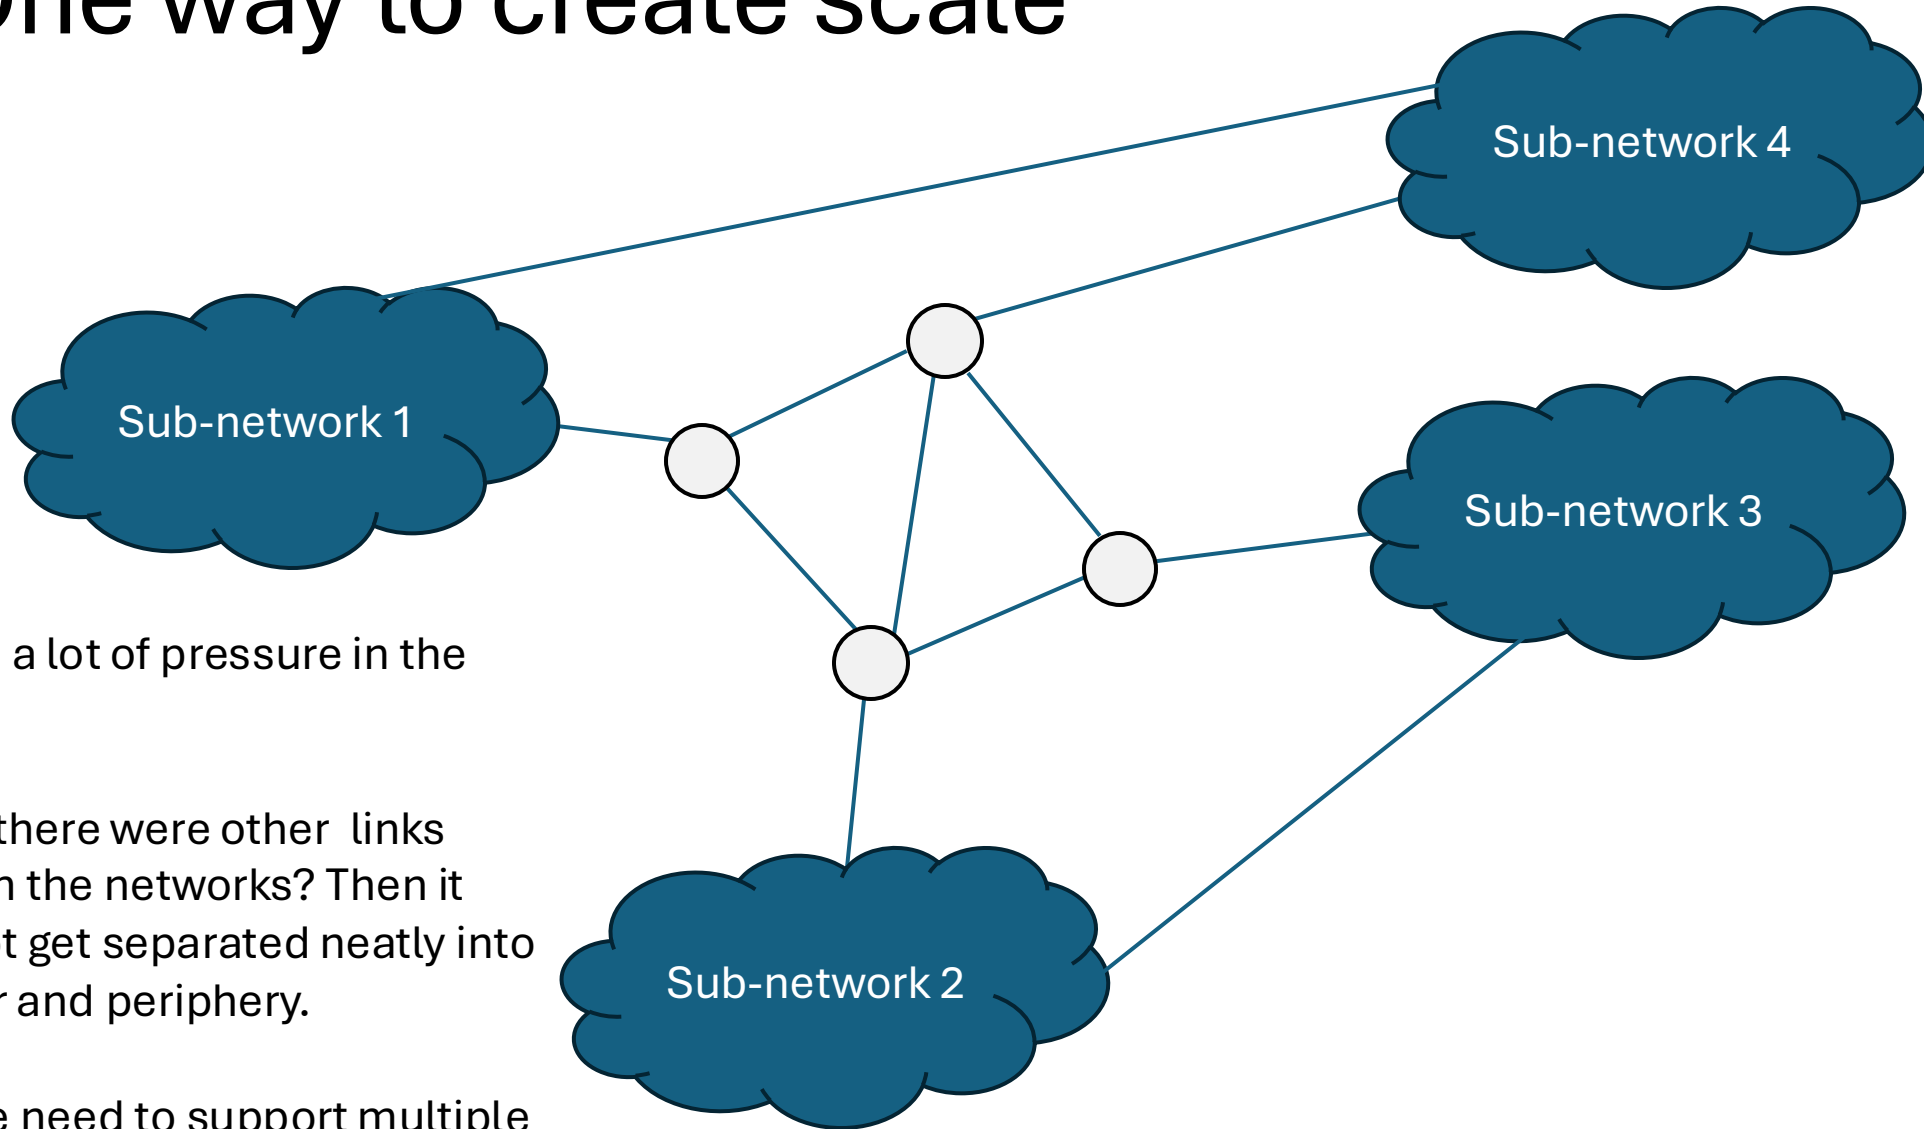 One way to create scale
Sub-network 4
Sub-network 1
Sub-network 3
a lot of pressure in the
there were other links
the networks? Then it
get separated neatly into
and periphery.
Sub-network 2
need to support multiple